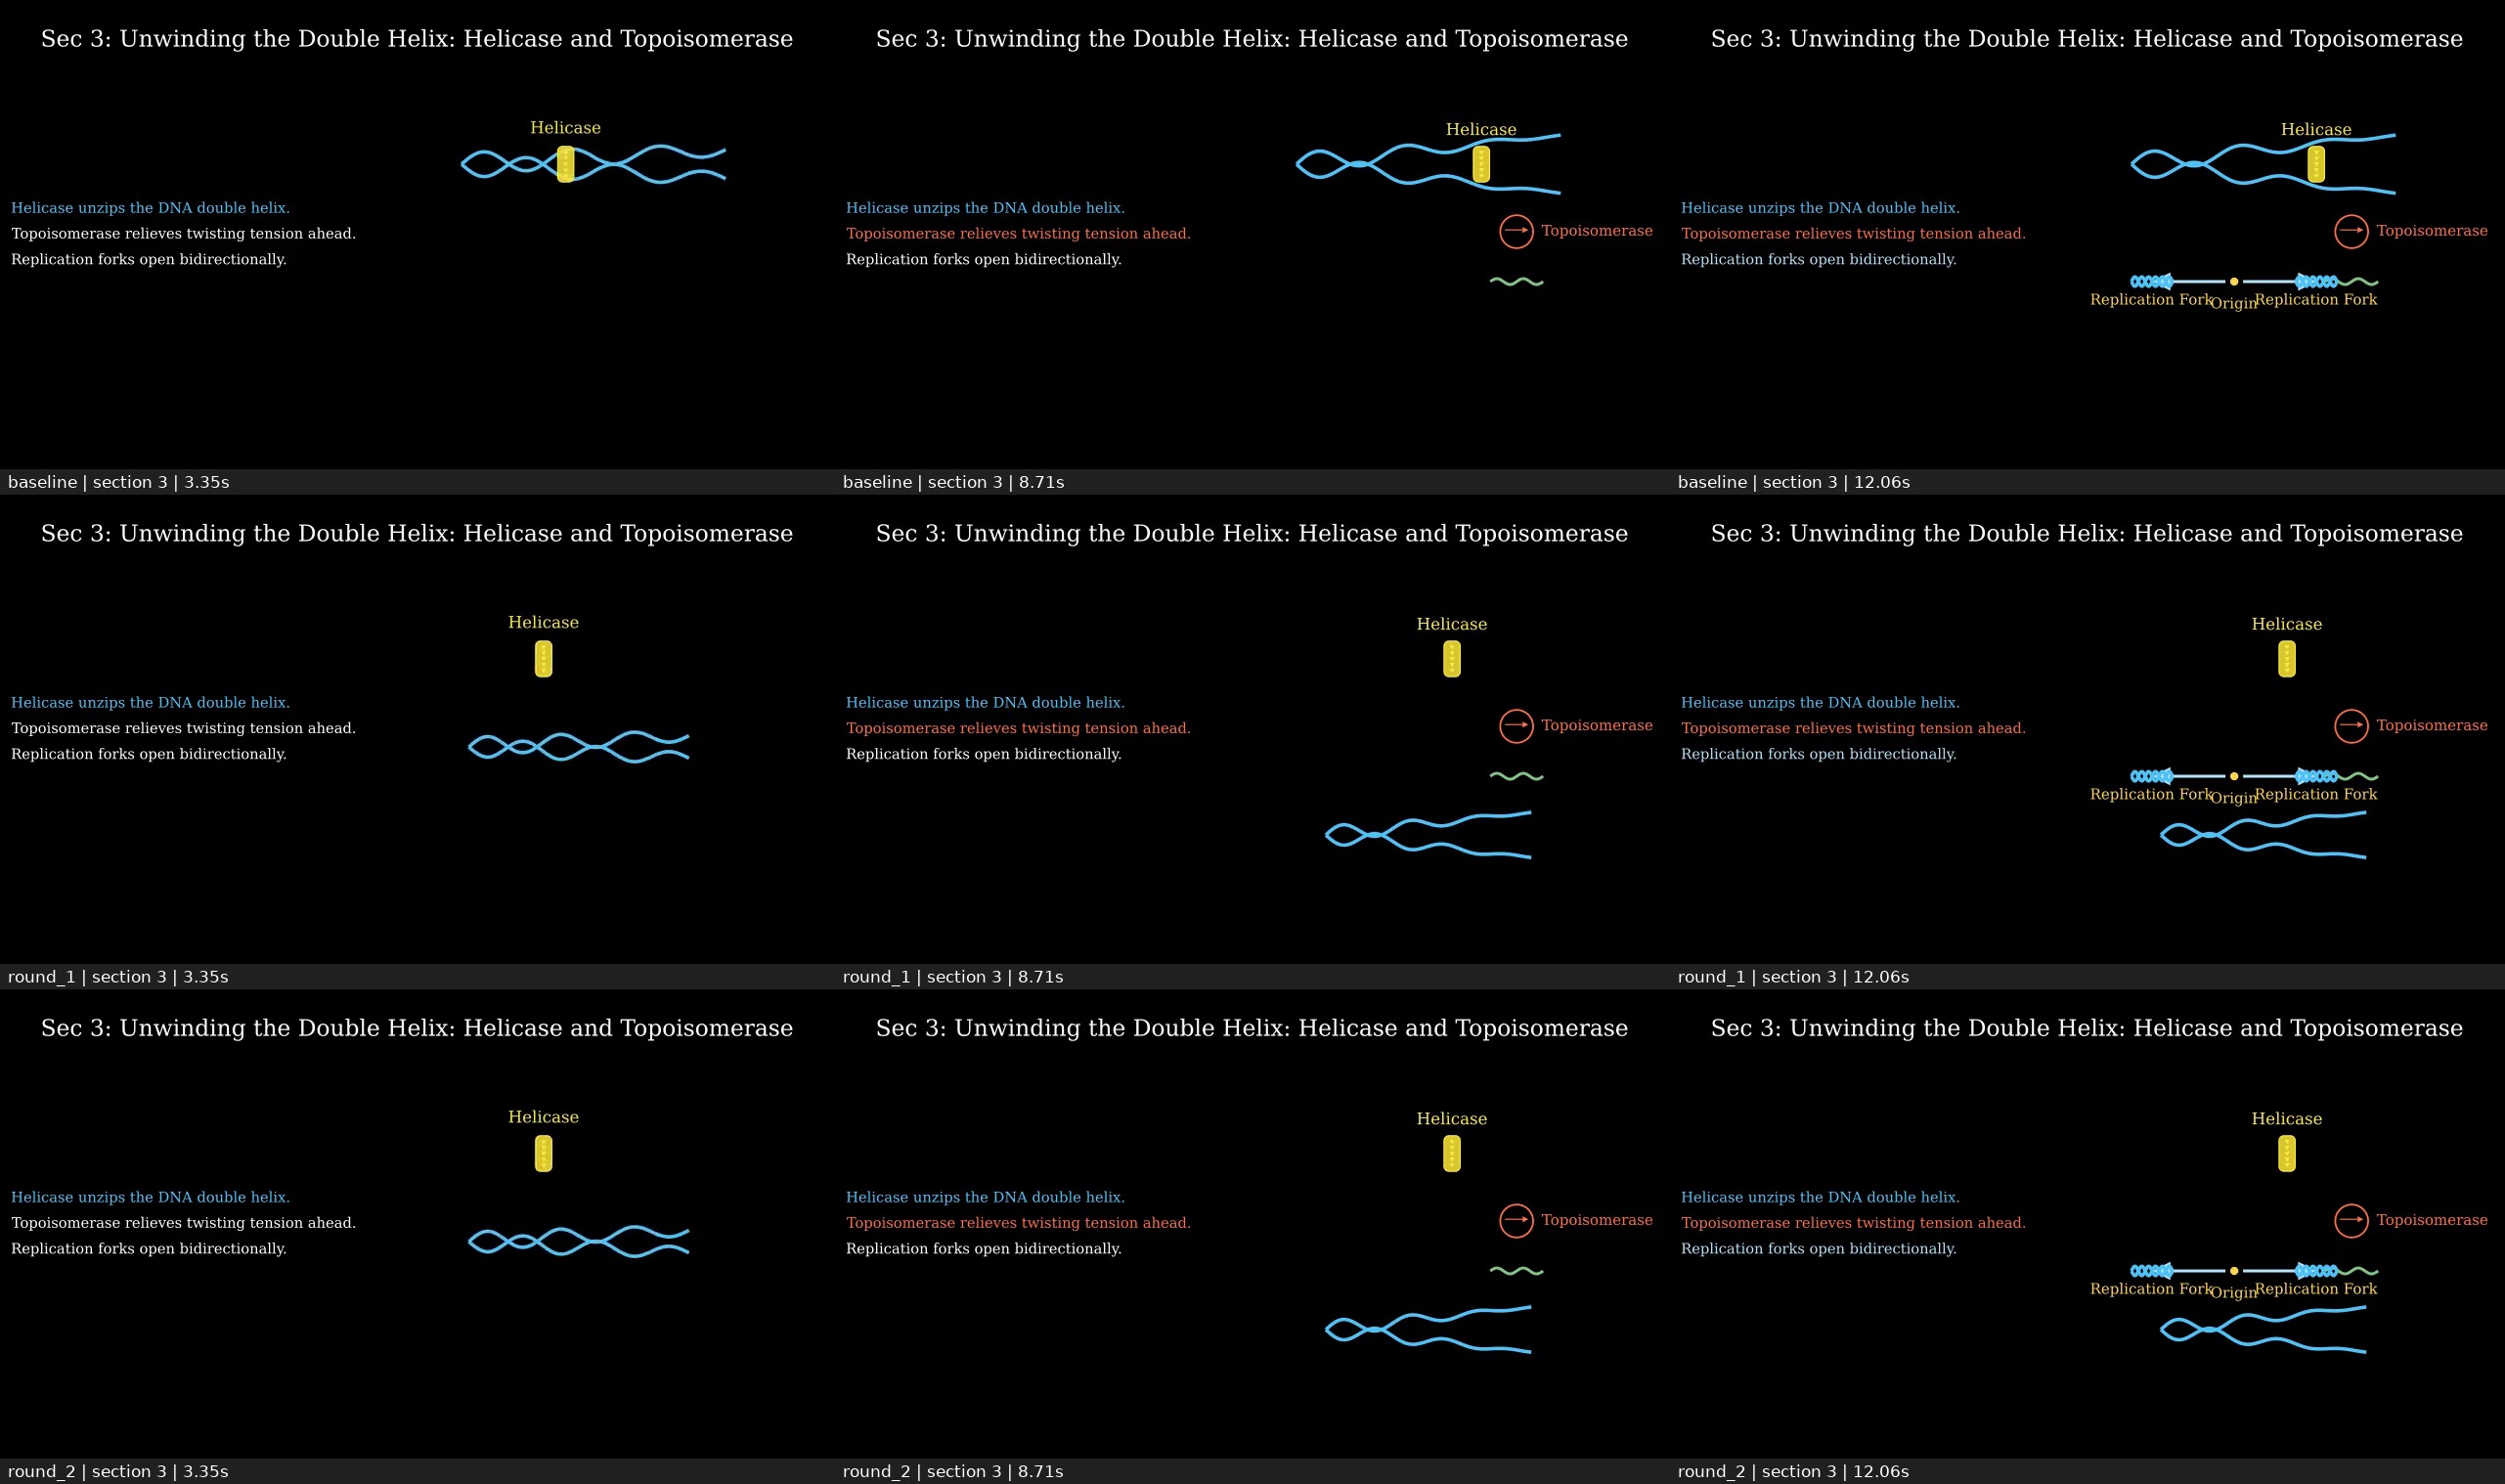 Sec 3: Unwinding the Double Helix: Helicase and Topoisomerase
Helicase
Helicase unzips the DNA double helix.
Topoisomerase relieves twisting tension ahead.
Replication forks open bidirectionally.
baseline | section 3 | 3.35s
Sec 3: Unwinding the Double Helix: Helicase and Topoisomerase
Helicase
Helicase unzips the DNA double helix.
Topoisomerase relieves twisting tension ahead.
Topoisomerase
Replication forks open bidirectionally.
baseline | section 3 | 8.71s
Sec 3: Unwinding the Double Helix: Helicase and Topoisomerase
Helicase
Helicase unzips the DNA double helix.
Topoisomerase relieves twisting tension ahead.
Topoisomerase
Replication forks open bidirectionally.
Replication Fork Origin Replication Fork
baseline | section 3 | 12.06s
Sec 3: Unwinding the Double Helix: Helicase and Topoisomerase
Helicase
Helicase unzips the DNA double helix.
Topoisomerase relieves twisting tension ahead.
Replication forks open bidirectionally.
round_1 | section 3 | 3.35s
Sec 3: Unwinding the Double Helix: Helicase and Topoisomerase
Helicase
Helicase unzips the DNA double helix.
Topoisomerase relieves twisting tension ahead.
Topoisomerase
Replication forks open bidirectionally.
round_1 | section 3 | 8.71s
Sec 3: Unwinding the Double Helix: Helicase and Topoisomerase
Helicase
Helicase unzips the DNA double helix.
Topoisomerase relieves twisting tension ahead.
Topoisomerase
Replication forks open bidirectionally.
Replication Fork Origin Replication Fork
round_1 | section 3 | 12.06s
Sec 3: Unwinding the Double Helix: Helicase and Topoisomerase
Helicase
Helicase unzips the DNA double helix.
Topoisomerase relieves twisting tension ahead.
Replication forks open bidirectionally.
round_2 | section 3 | 3.35s
Sec 3: Unwinding the Double Helix: Helicase and Topoisomerase
Helicase
Helicase unzips the DNA double helix.
Topoisomerase relieves twisting tension ahead.
Topoisomerase
Replication forks open bidirectionally.
round_2 | section 3 | 8.71s
Sec 3: Unwinding the Double Helix: Helicase and Topoisomerase
Helicase
Helicase unzips the DNA double helix.
Topoisomerase relieves twisting tension ahead.
Topoisomerase
Replication forks open bidirectionally.
Replication Fork Origin Replication Fork
round_2 | section 3 | 12.06s